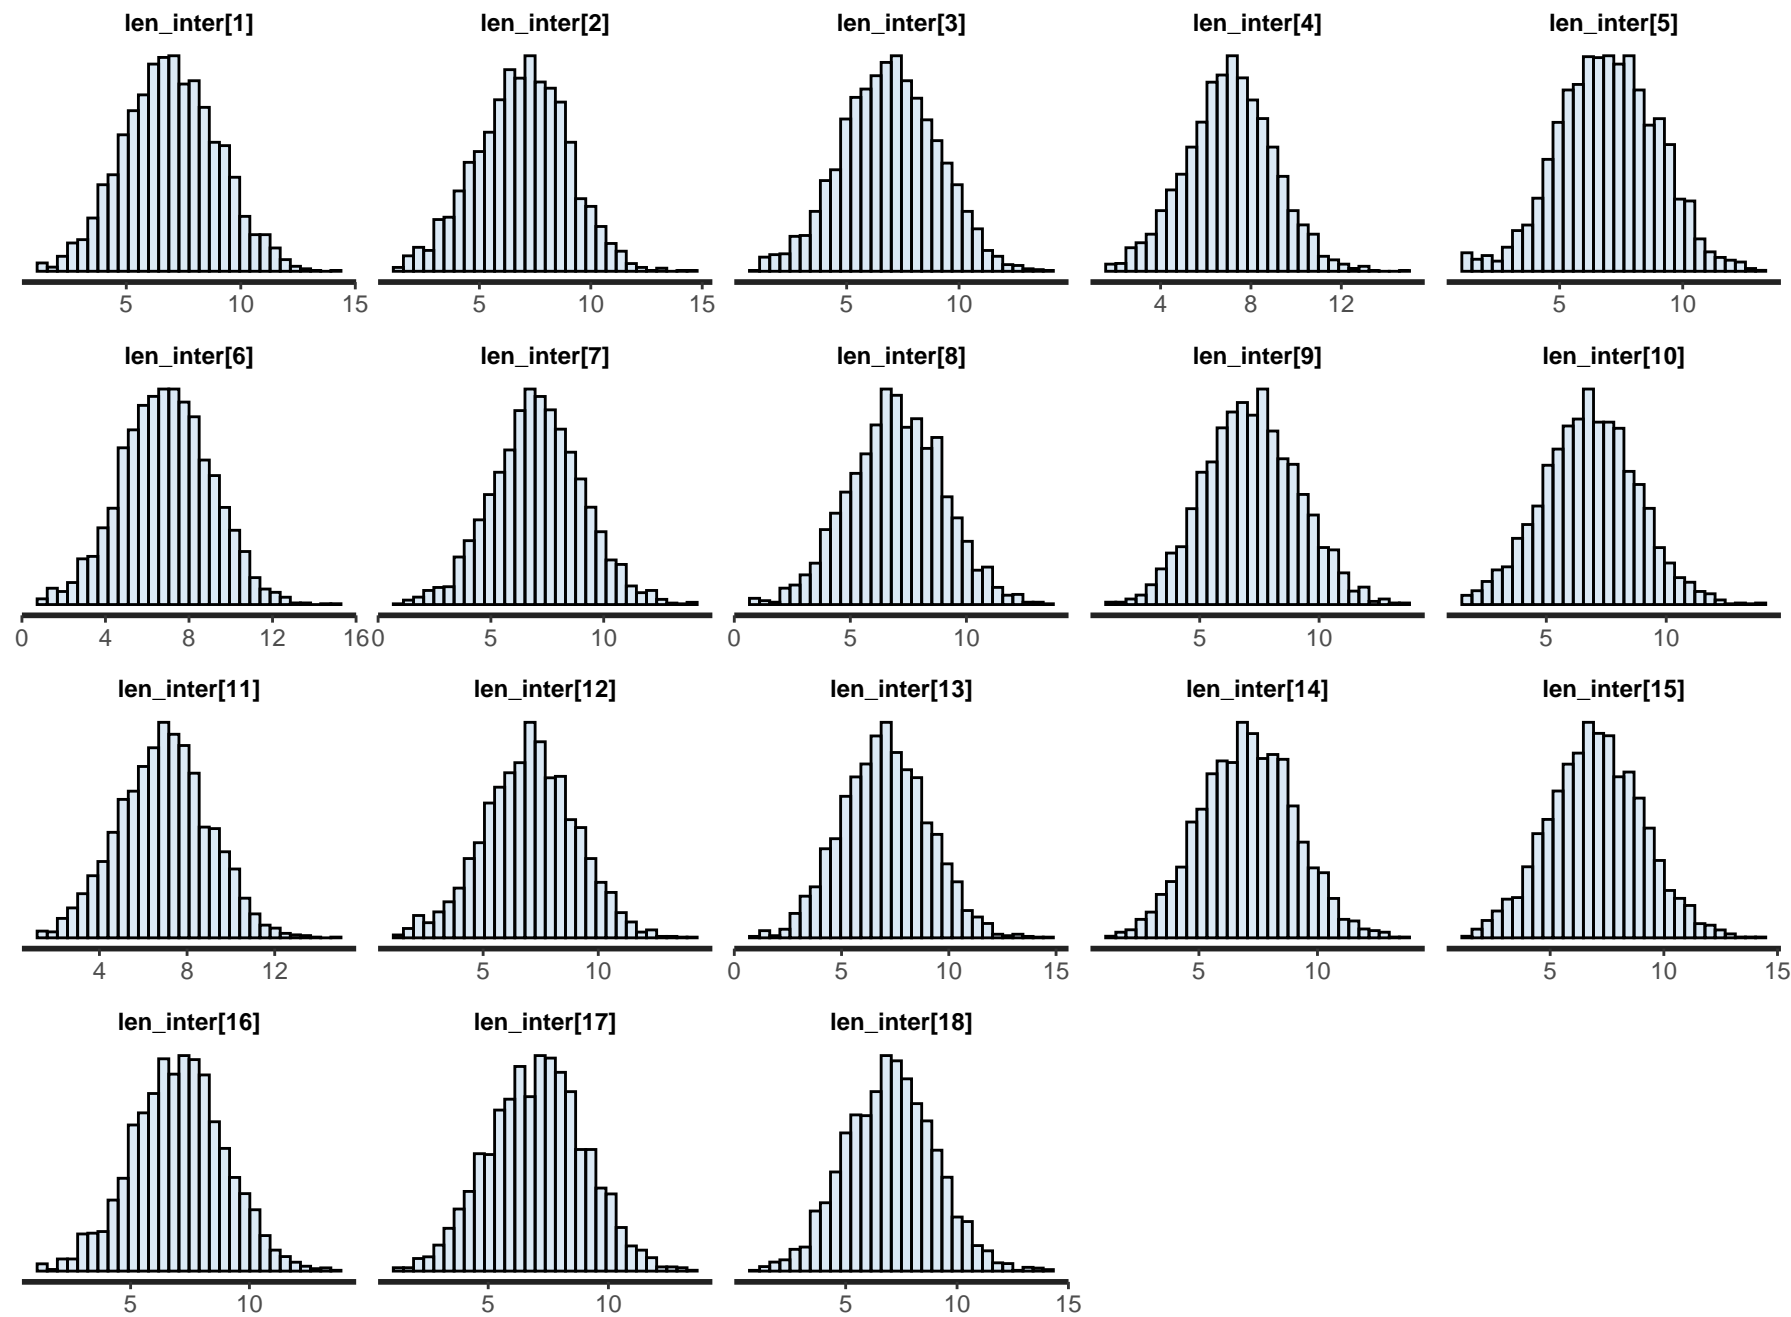 len_inter[1] len_inter[2] len_inter[3] len_inter[4] len_inter[5]
5 10 15 5 10 15 5 10 4 8 12 5 10
len_inter[6] len_inter[7] len_inter[8] len_inter[9] len_inter[10]
0 4 8 12 16 0 5 10 0 5 10 5 10 5 10
len_inter[11] len_inter[12] len_inter[13] len_inter[14] len_inter[15]
4 8 12 5 10 0 5 10 15 5 10 5 10 15
len_inter[16] len_inter[17] len_inter[18]
5 10 5 10 5 10 15